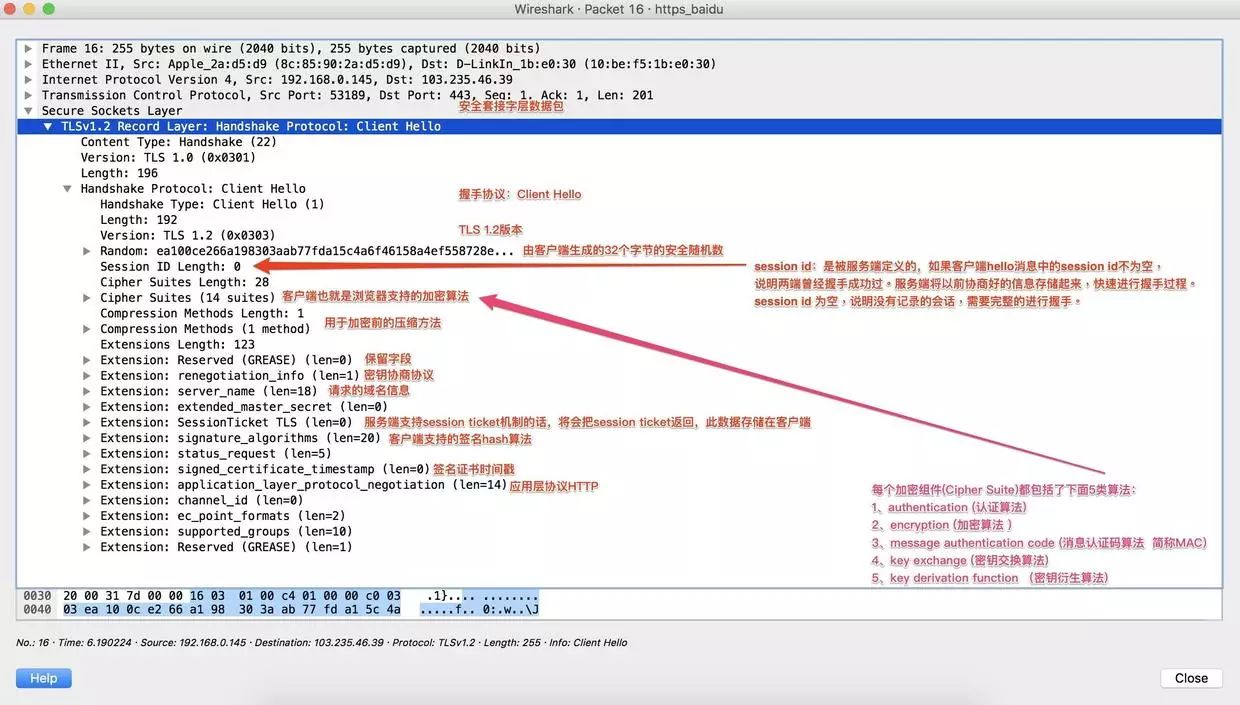 Wireshark · Packet 16 · https_baidu
Frame 16: 255 bytes on wire (2040 bits), 255 bytes captured (2040 bits)
Ethernet II, Src: Apple_2a:d5:d9 (8c:85:90:2a:d5:d9), Dst: D-LinkIn_1b:e0:30 (10:be:f5:1b:e0:30)
Internet Protocol Version 4, Src: 192.168.0.145, Dst: 103.235.46.39
Transmission Control Protocol, Src Port: 53189, Dst Port: 443, Seq: 1, Ack: 1, Len: 201
Secure Sockets Layer 安全套接字层数据包
TLSv1.2 Record Layer: Handshake Protocol: Client Hello
Content Type: Handshake (22)
Version: TLS 1.0 (0x0301)
Length: 196
Handshake Protocol: Client Hello 握手协议：Client Hello
Handshake Type: Client Hello (1)
Length: 192
Version: TLS 1.2 (0x0303) TLS 1.2版本
Random: ea100ce266a198303aab77fda15c4a6f46158a4ef558728e... 由客户端生成的32个字节的安全随机数
Session ID Length: 0
session id：是被服务端定义的，如果客户端hello消息中的session id不为空，
说明两端曾经握手成功过。服务端将以前协商好的信息存储起来，快速进行握手过程。
session id 为空，说明没有记录的会话，需要完整的进行握手。
Cipher Suites Length: 28
Cipher Suites (14 suites) 客户端也就是浏览器支持的加密算法
Compression Methods Length: 1
Compression Methods (1 method) 用于加密前的压缩方法
Extensions Length: 123
Extension: Reserved (GREASE) (len=0) 保留字段
Extension: renegotiation_info (len=1) 密钥协商协议
Extension: server_name (len=18) 请求的域名信息
Extension: extended_master_secret (len=0)
Extension: SessionTicket TLS (len=0) 服务端支持session ticket机制的话，将会把session ticket返回，此数据存储在客户端
Extension: signature_algorithms (len=20) 客户端支持的签名hash算法
Extension: status_request (len=5)
Extension: signed_certificate_timestamp (len=0) 签名证书时间戳
Extension: application_layer_protocol_negotiation (len=14) 应用层协议HTTP
Extension: channel_id (len=0)
Extension: ec_point_formats (len=2)
Extension: supported_groups (len=10)
Extension: Reserved (GREASE) (len=1)
每个加密组件(Cipher Suite)都包括了下面5类算法：
1、authentication (认证算法)
2、encryption (加密算法 )
3、message authentication code (消息认证码算法 简称MAC)
4、key exchange (密钥交换算法)
5、key derivation function （密钥衍生算法)
0030 20 00 31 7d 00 00 16 03 01 00 c4 01 00 00 c0 03 .1}.... ........
0040 03 ea 10 0c e2 66 a1 98 30 3a ab 77 fd a1 5c 4a .....f.. 0:.w..\J
No.: 16 · Time: 6.190224 · Source: 192.168.0.145 · Destination: 103.235.46.39 · Protocol: TLSv1.2 · Length: 255 · Info: Client Hello
Help
Close